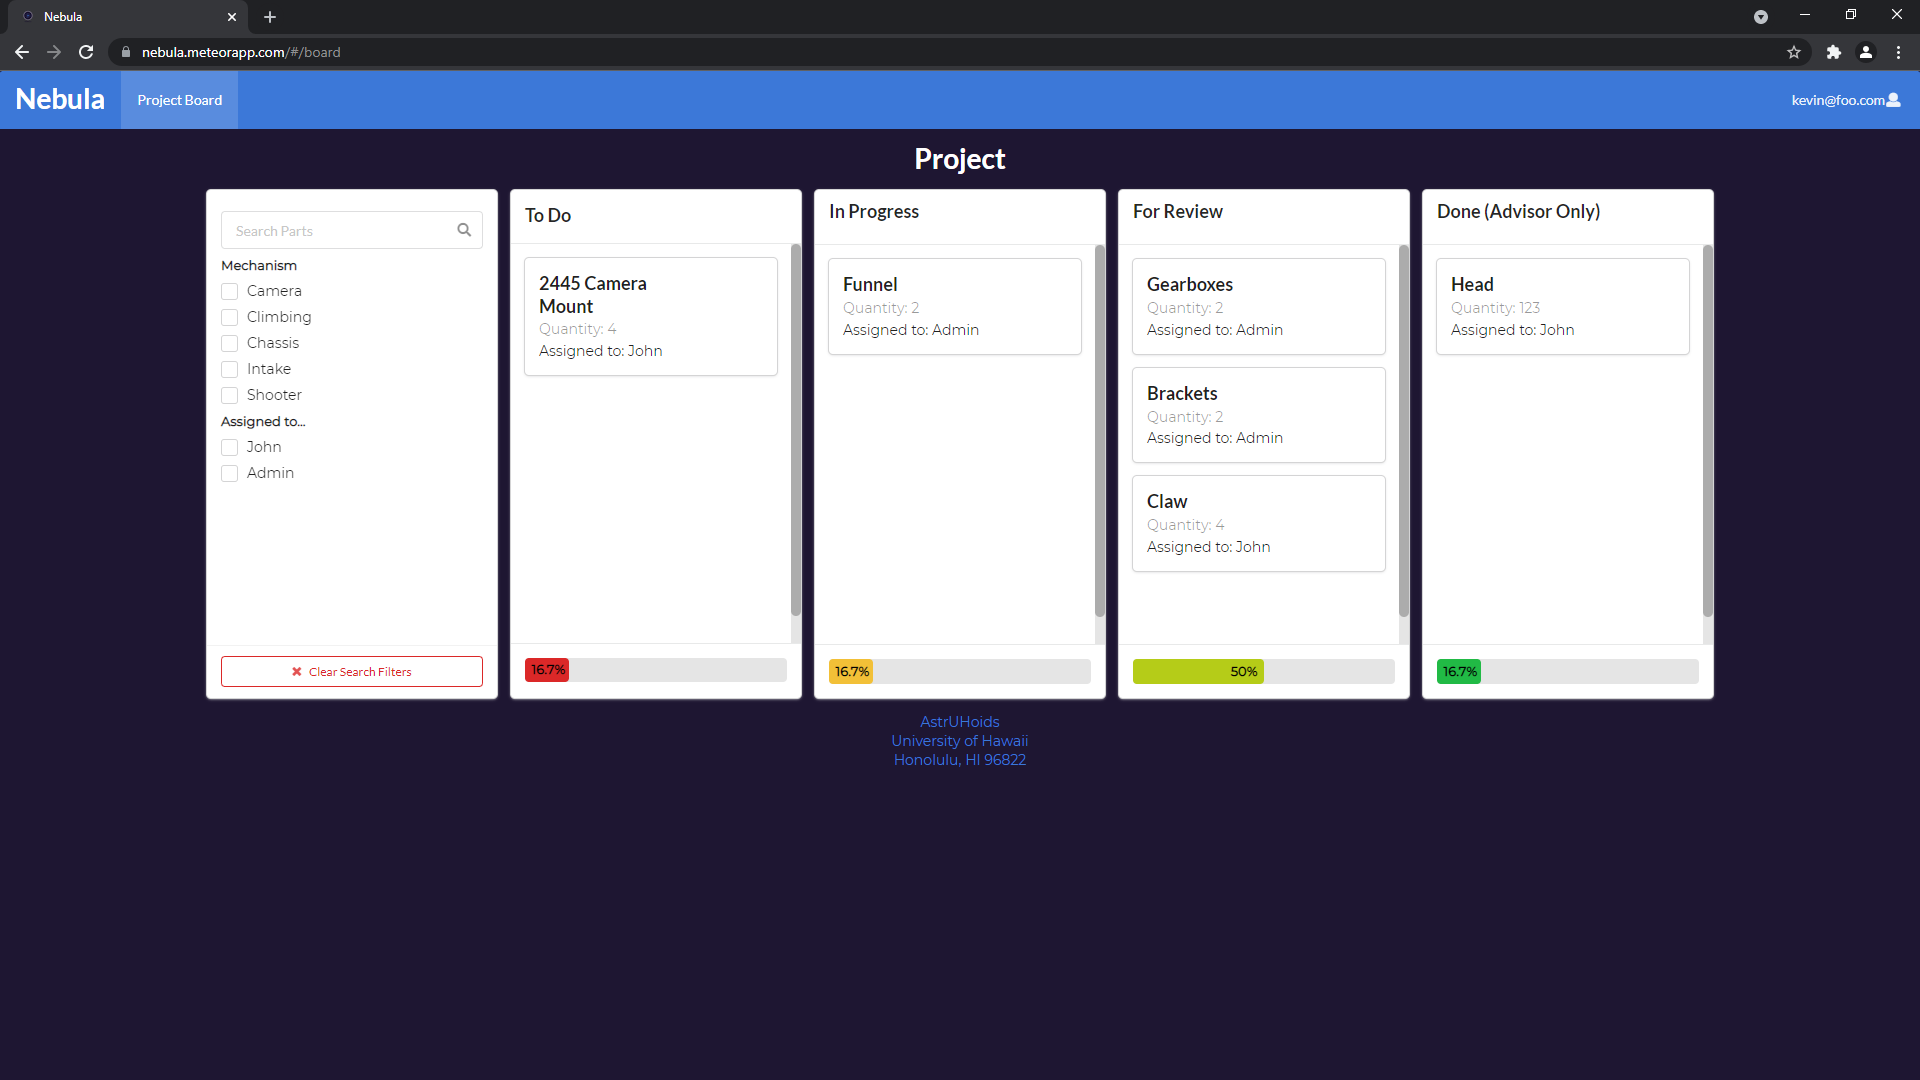 Nebula
nebula.meteorapp.com/#/board
Nebula
Project Board
kevin@foo.com
Project
Search Parts
Mechanism
Camera
Climbing
Chassis
Intake
Shooter
Assigned to...
John
Admin
Clear Search Filters
To Do
2445 Camera
Mount
Quantity: 4
Assigned to: John
16.7%
In Progress
Funnel
Quantity: 2
Assigned to: Admin
16.7%
For Review
Gearboxes
Quantity: 2
Assigned to: Admin
Brackets
Quantity: 2
Assigned to: Admin
Claw
Quantity: 4
Assigned to: John
50%
Done (Advisor Only)
Head
Quantity: 123
Assigned to: John
16.7%
AstrUHoids
University of Hawaii
Honolulu, HI 96822